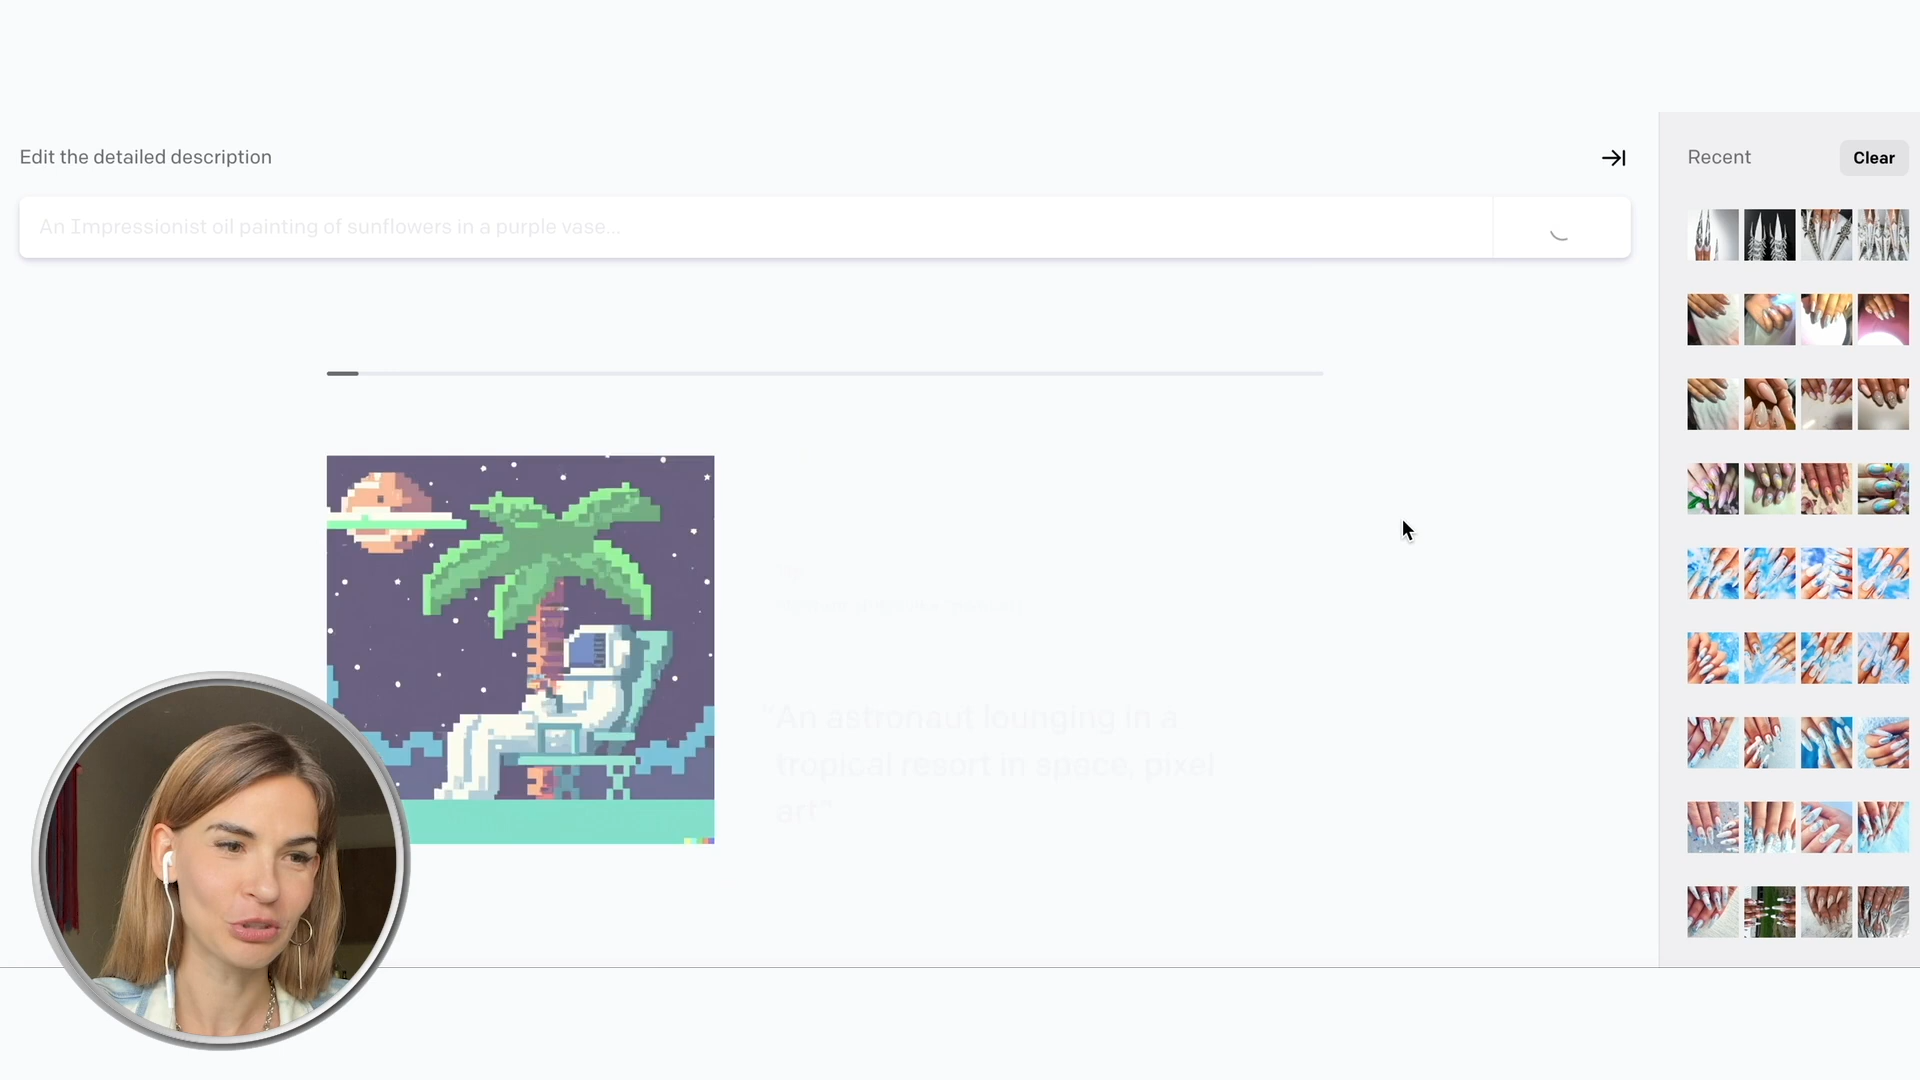 Edit the detailed description
Recent
Clear
An Impressionist oil painting of sunflowers in a purple vase...
"An astronaut lounging in a
tropical resort in space, pixel
art"